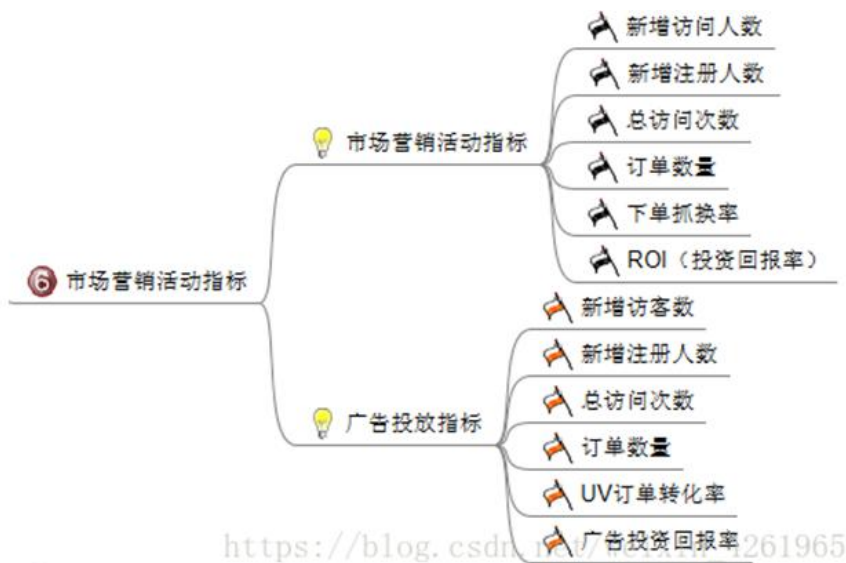 6 市场营销活动指标
市场营销活动指标
新增访问人数
新增注册人数
总访问次数
订单数量
下单抓换率
ROI（投资回报率）
广告投放指标
新增访客数
新增注册人数
总访问次数
订单数量
UV订单转化率
广告投资回报率